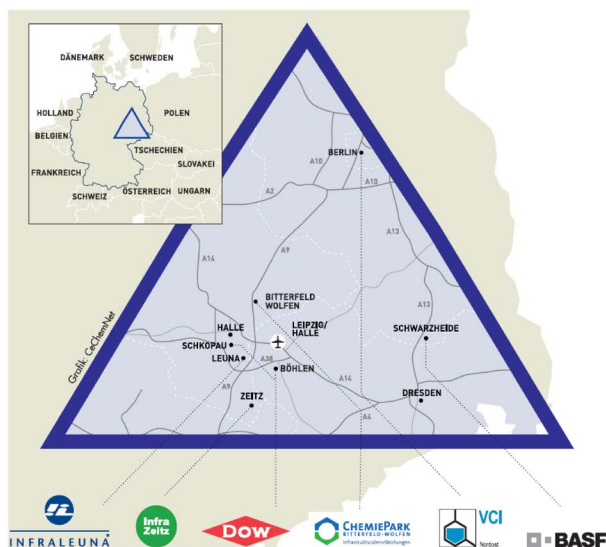 DÄNEMARK
SCHWEDEN
HOLLAND
POLEN
BELGIEN
TSCHECHIEN
SLOVAKEI
FRANKREICH
ÖSTERREICH
UNGARN
SCHWEIZ
BERLIN
A10
A10
A2
A13
A9
A14
BITTERFELD
WOLFEN
A13
HALLE
LEIPZIG/
HALLE
SCHWARZHEIDE
SCHKOPAU
LEUNA
A38
BÖHLEN
A9
A14
ZEITZ
DRESDEN
A4
Grafik: CeChemNet
INFRALEUNA
Infra
Zeitz
DOW
CHEMIEPARK
BITTERFELD-WOLFEN
Infrastrukturdienstleistungen
VCI
Nordost
BASF